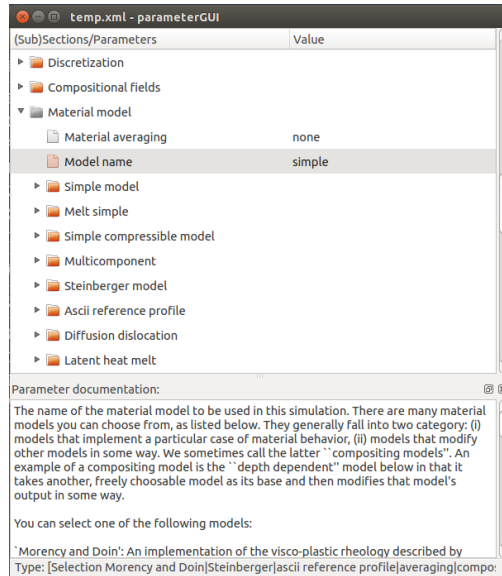 temp.xml - parameterGUI
(Sub)Sections/Parameters Value
Discretization
Compositional fields
Material model
Material averaging none
Model name simple
Simple model
Melt simple
Simple compressible model
Multicomponent
Steinberger model
Ascii reference profile
Diffusion dislocation
Latent heat melt
Parameter documentation:
The name of the material model to be used in this simulation. There are many material
models you can choose from, as listed below. They generally fall into two category: (i)
models that implement a particular case of material behavior, (ii) models that modify
other models in some way. We sometimes call the latter ``compositing models''. An
example of a compositing model is the ``depth dependent'' model below in that it
takes another, freely choosable model as its base and then modifies that model's
output in some way.
You can select one of the following models:
`Morency and Doin': An implementation of the visco-plastic rheology described by
Type: [Selection Morency and Doin|Steinberger|ascii reference profile|averaging|compo